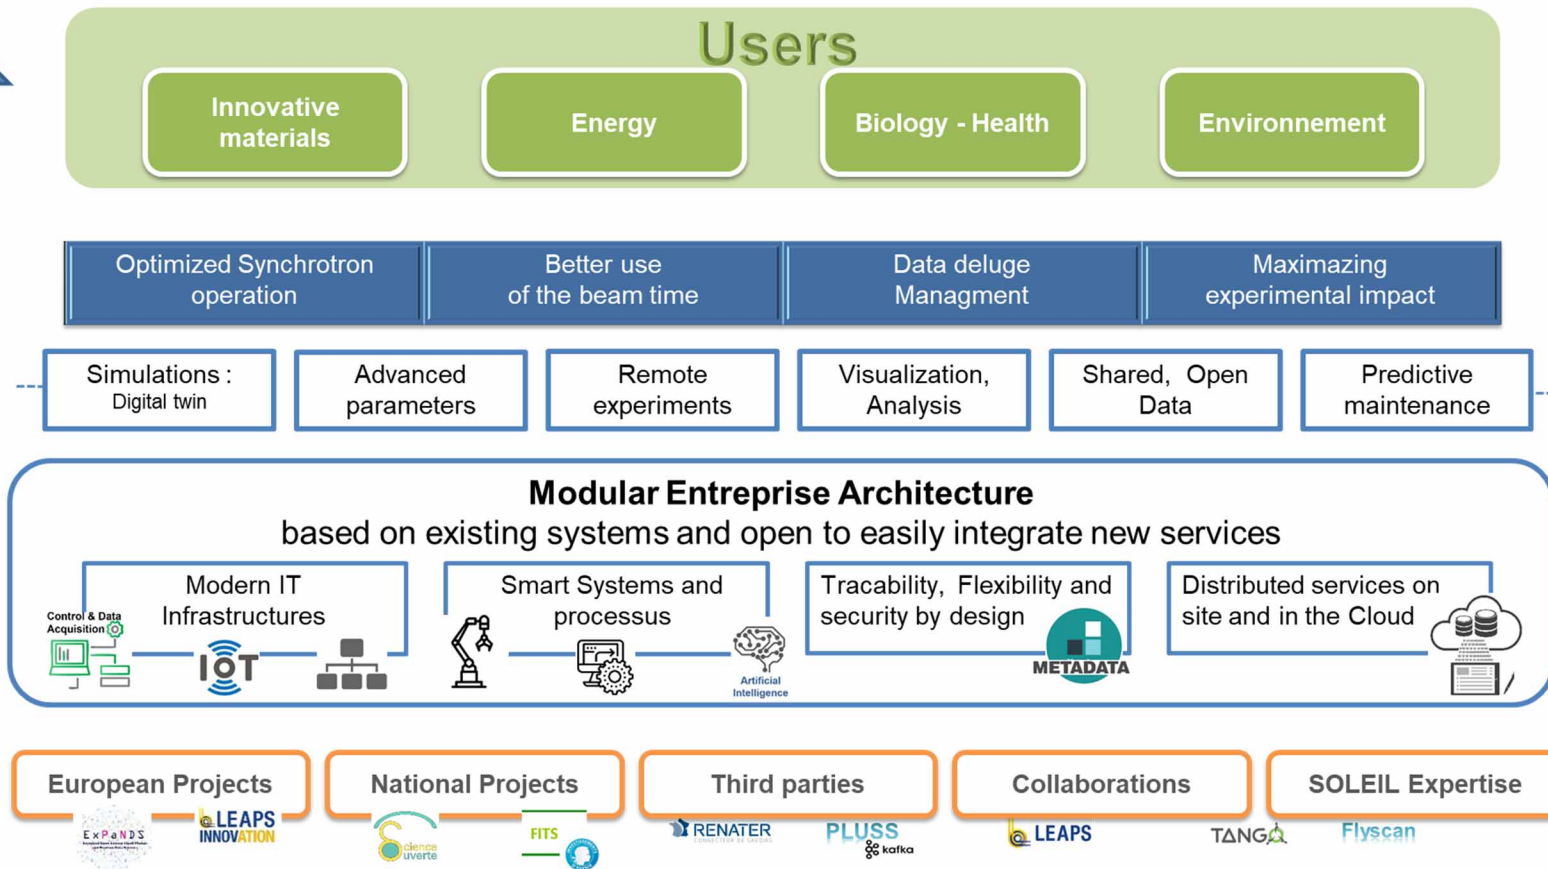 Users
Innovative
materials
Energy
Biology - Health
Environnement
Optimized Synchrotron
operation
Better use
of the beam time
Data deluge
Managment
Maximazing
experimental impact
Simulations :
Digital twin
Advanced
parameters
Remote
experiments
Visualization,
Analysis
Shared, Open
Data
Predictive
maintenance
Modular Entreprise Architecture
based on existing systems and open to easily integrate new services
Modern IT
Infrastructures
Control & Data
Acquisition
IOT
Smart Systems and
processus
Artificial
Intelligence
Tracability, Flexibility and
security by design
METADATA
Distributed services on
site and in the Cloud
European Projects
National Projects
Third parties
Collaborations
SOLEIL Expertise
ExPaNDS
LEAPS
INNOVATION
Science
Ouverte
FITS
RENATER
CONNECTEUR DE SAVOIRS
PLUSS
kafka
LEAPS
TANGO
Flyscan